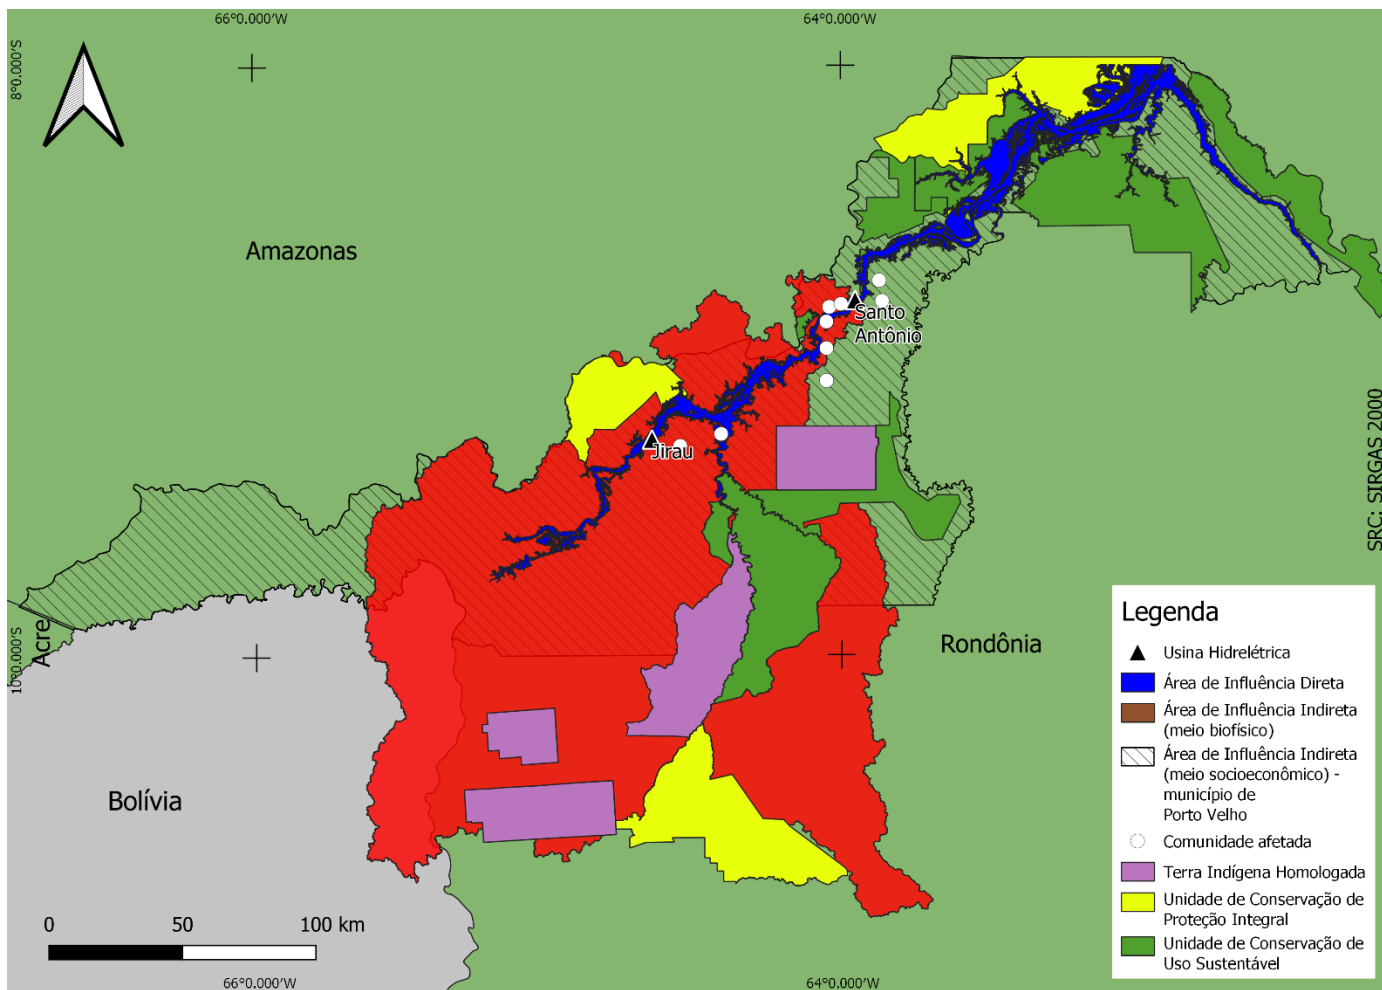 66°0.000'W
64°0.000'W
8°0.000'S
Amazonas
Santo
Antônio
Jirau
SRC: SIRGAS 2000
Acre
10°0.000'S
Rondônia
Bolívia
Legenda
Usina Hidrelétrica
Área de Influência Direta
Área de Influência Indireta
(meio biofísico)
Área de Influência Indireta
(meio socioeconômico) -
município de
Porto Velho
Comunidade afetada
Terra Indígena Homologada
Unidade de Conservação de
Proteção Integral
Unidade de Conservação de
Uso Sustentável
0 50 100 km
66°0.000'W
64°0.000'W